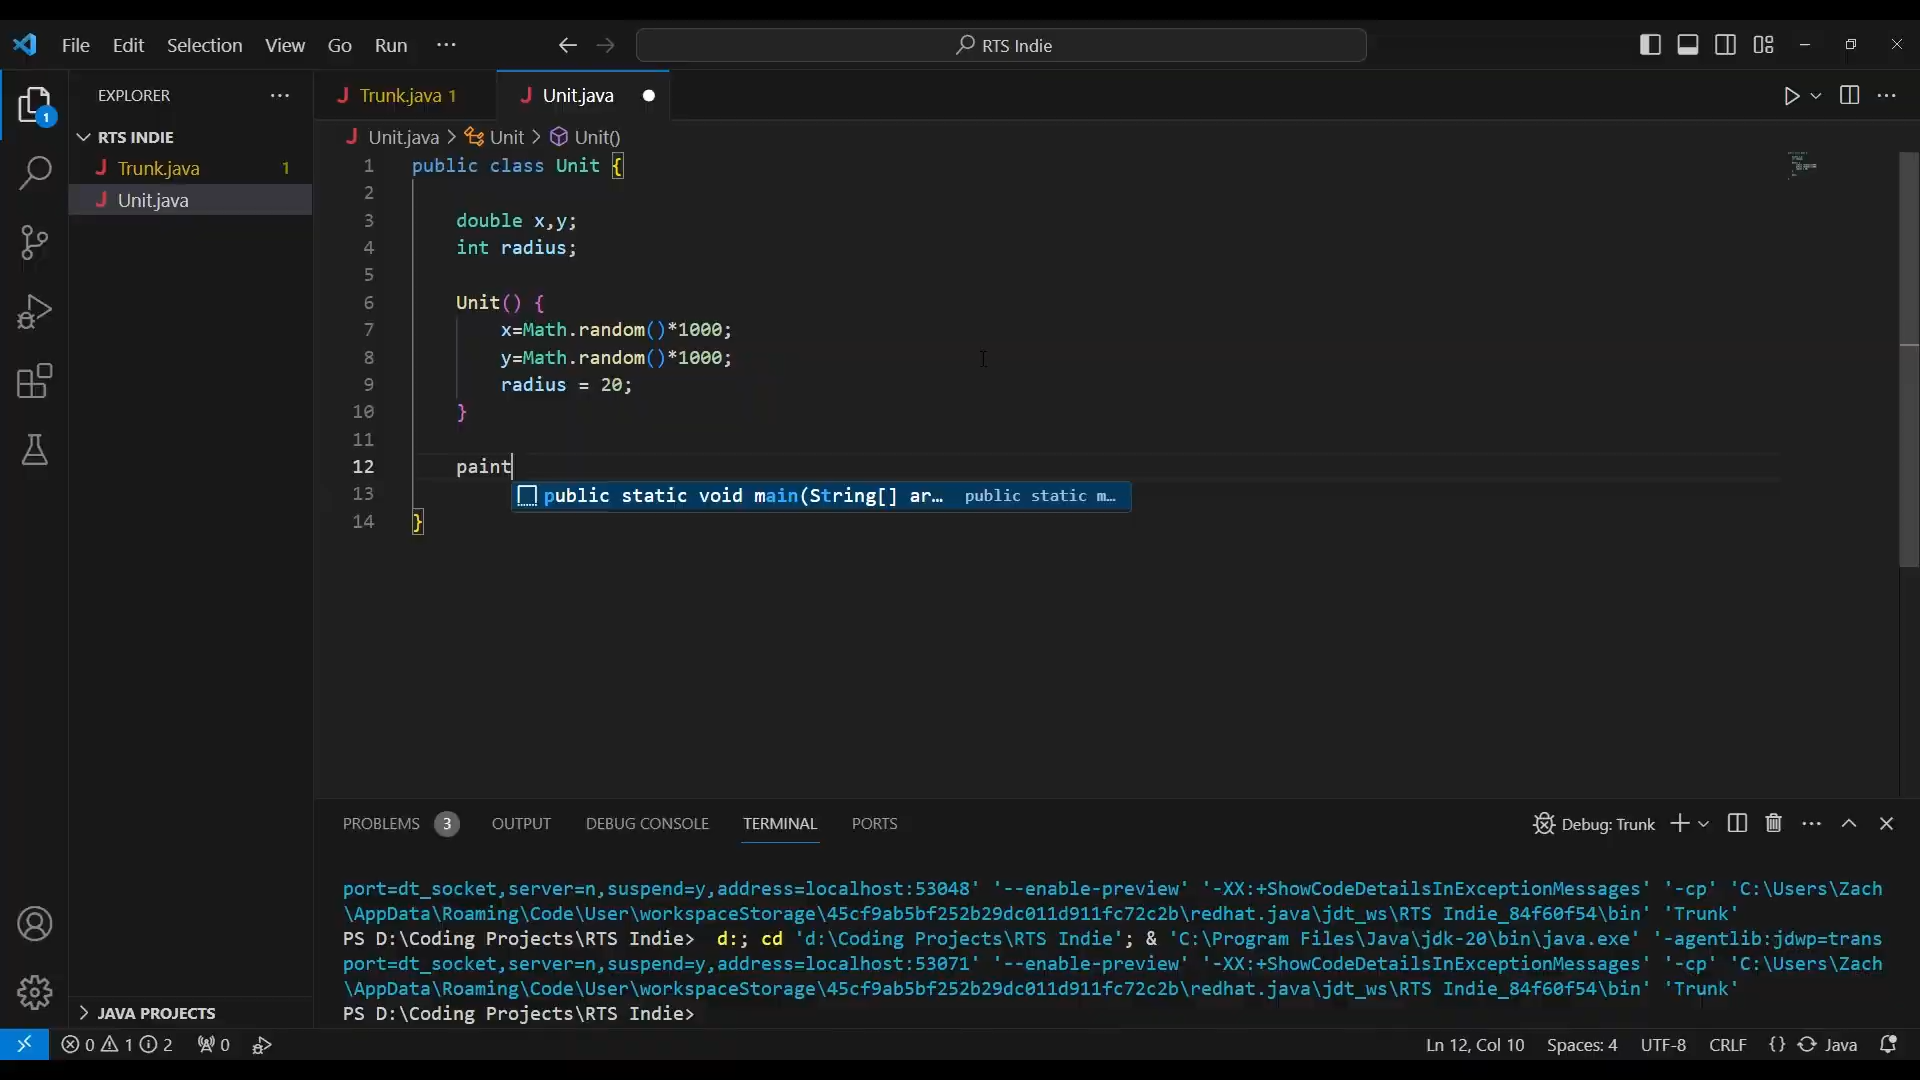 File Edit Selection View Go Run ··· RTS Indie
EXPLORER ···
RTS INDIE
J Trunk.java 1
J Unit.java
JAVA PROJECTS
1
J Trunk.java 1 J Unit.java
J Unit.java > Unit > Unit()
1 public class Unit {
2
3 double x,y;
4 int radius;
5
6 Unit() {
7 x=Math.random()*1000;
8 y=Math.random()*1000;
9 radius = 20;
10 }
11
12 paint
public static void main(String[] ar… public static m…
13
14 }
PROBLEMS 3 OUTPUT DEBUG CONSOLE TERMINAL PORTS Debug: Trunk
port=dt_socket,server=n,suspend=y,address=localhost:53048' '--enable-preview' '-XX:+ShowCodeDetailsInExceptionMessages' '-cp' 'C:\Users\Zach
\AppData\Roaming\Code\User\workspaceStorage\45cf9ab5bf252b29dc011d911fc72c2b\redhat.java\jdt_ws\RTS Indie_84f60f54\bin' 'Trunk'
PS D:\Coding Projects\RTS Indie> d:; cd 'd:\Coding Projects\RTS Indie'; & 'C:\Program Files\Java\jdk-20\bin\java.exe' '-agentlib:jdwp=trans
port=dt_socket,server=n,suspend=y,address=localhost:53071' '--enable-preview' '-XX:+ShowCodeDetailsInExceptionMessages' '-cp' 'C:\Users\Zach
\AppData\Roaming\Code\User\workspaceStorage\45cf9ab5bf252b29dc011d911fc72c2b\redhat.java\jdt_ws\RTS Indie_84f60f54\bin' 'Trunk'
PS D:\Coding Projects\RTS Indie>
0 1 2 0 Ln 12, Col 10 Spaces: 4 UTF-8 CRLF {} Java